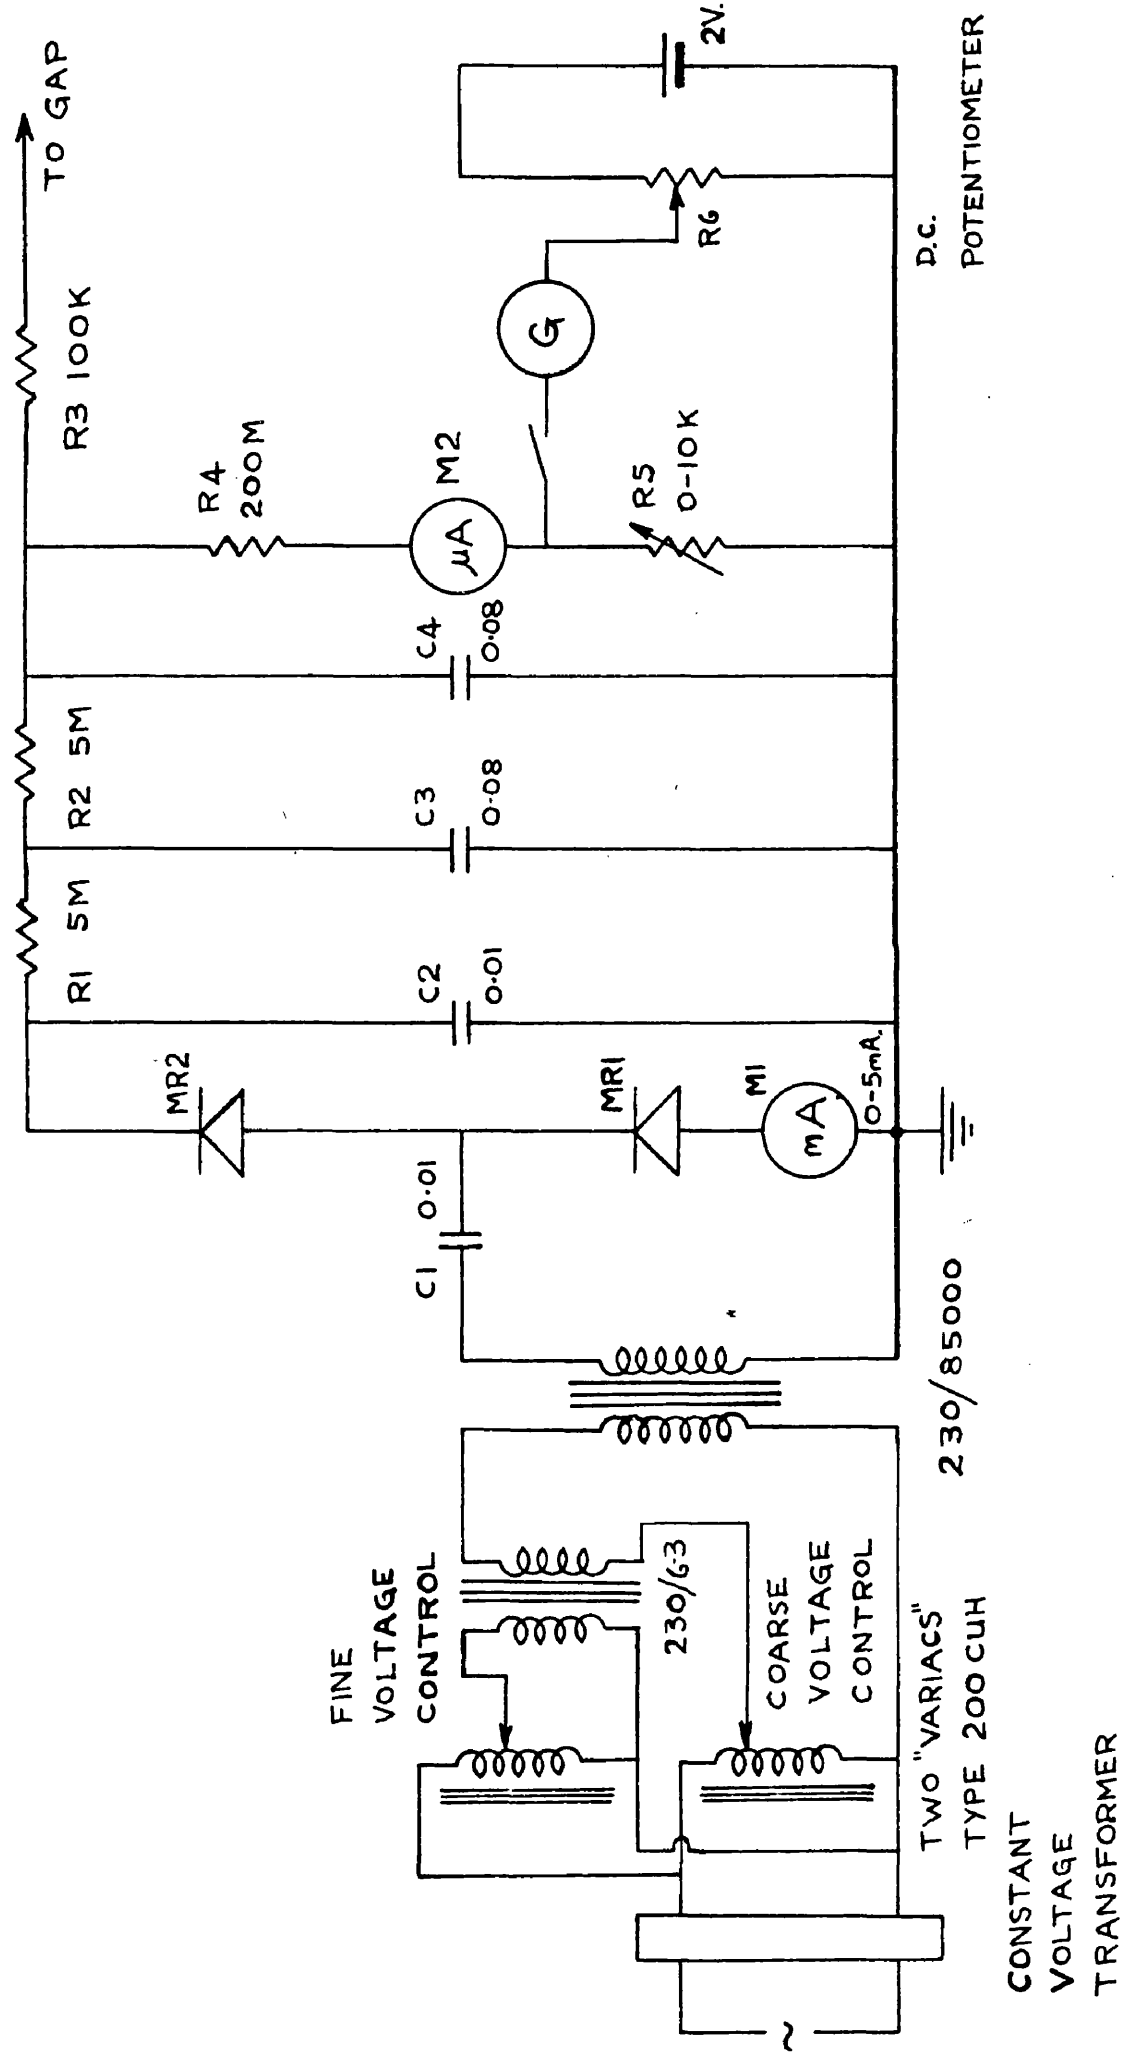 CONSTANT
VOLTAGE
TRANSFORMER
~
TWO "VARIACS"
TYPE 200 CUH
FINE
VOLTAGE
CONTROL
COARSE
VOLTAGE
CONTROL
230/6·3
230/85000
C1 0·01
MR2
MR1
M1
mA
0-5mA.
R1 5M
C2
0·01
R2 5M
C3
0·08
C4
0·08
R3 100K
R4
200M
M2
μA
R5
0-10K
G
R6
TO GAP
2V.
D.C.
POTENTIOMETER